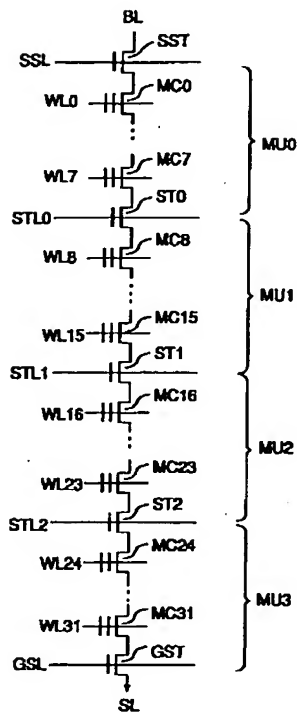 BL
SST
SSL
MC0
WL0
MU0
MC7
WL7
ST0
STL0
MC8
WL8
MU1
MC15
WL15
ST1
STL1
MC16
WL16
MU2
MC23
WL23
ST2
STL2
MC24
WL24
MU3
MC31
WL31
GST
GSL
SL